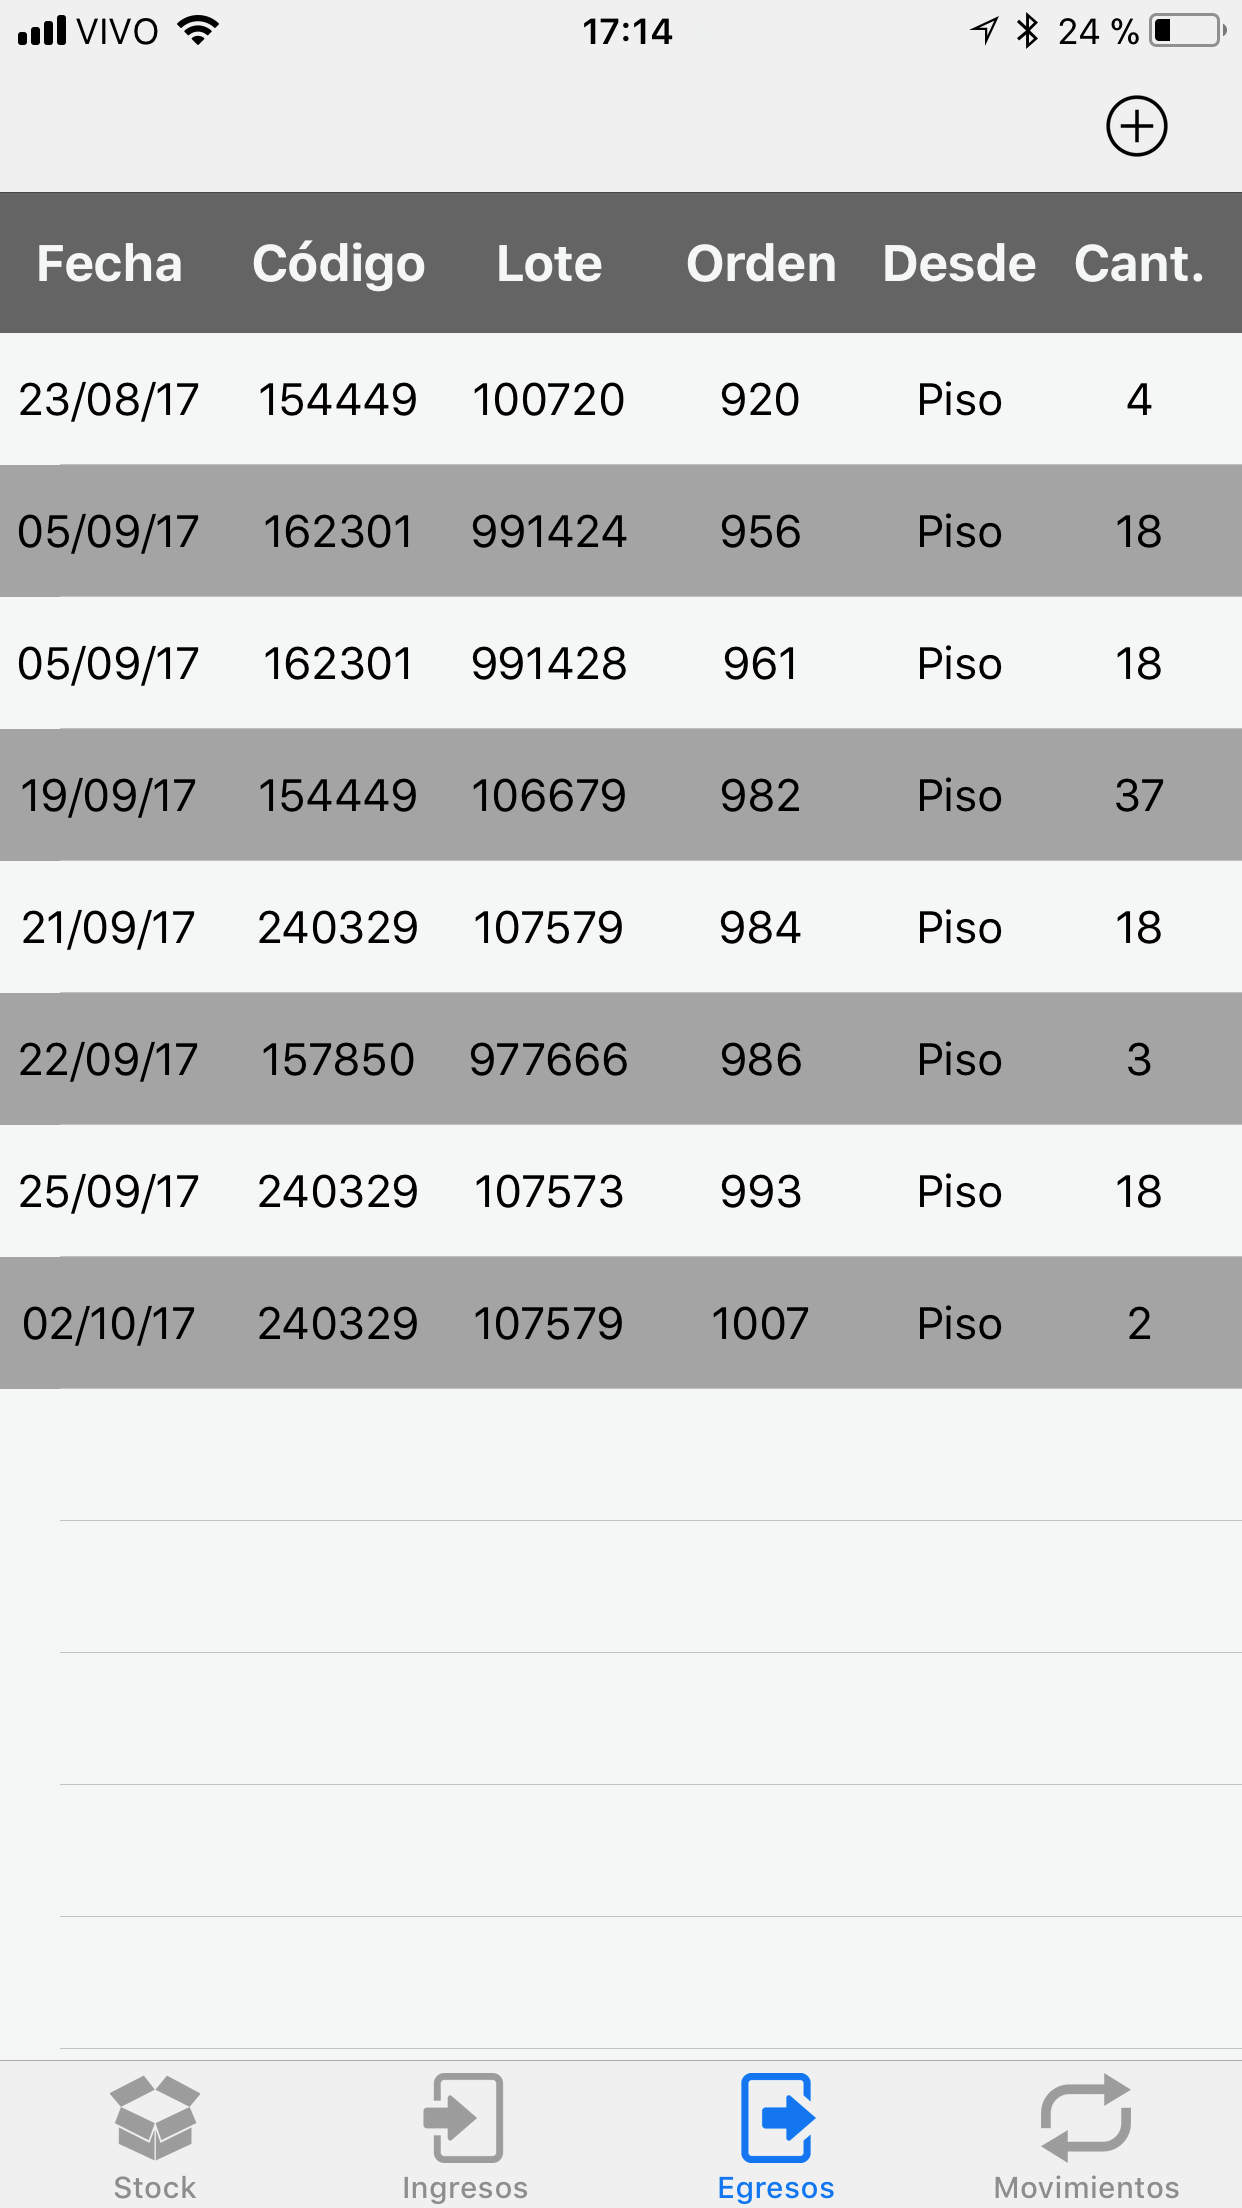 VIVO 17:14 24 %
Fecha Código Lote Orden Desde Cant.
23/08/17 154449 100720 920 Piso 4
05/09/17 162301 991424 956 Piso 18
05/09/17 162301 991428 961 Piso 18
19/09/17 154449 106679 982 Piso 37
21/09/17 240329 107579 984 Piso 18
22/09/17 157850 977666 986 Piso 3
25/09/17 240329 107573 993 Piso 18
02/10/17 240329 107579 1007 Piso 2
Stock Ingresos Egresos Movimientos